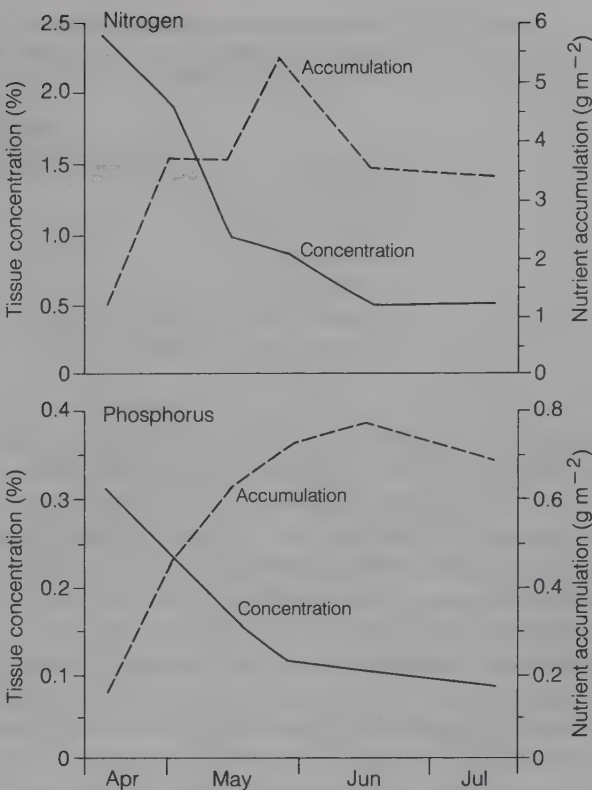 Nitrogen
Tissue concentration (%)
2.5
2.0
1.5
1.0
0.5
0
Accumulation
Concentration
6
5
4
3
2
1
0
Nutrient accumulation (g m−2)
Phosphorus
Tissue concentration (%)
0.4
0.3
0.2
0.1
0
Accumulation
Concentration
0.8
0.6
0.4
0.2
0
Nutrient accumulation (g m−2)
Apr May Jun Jul